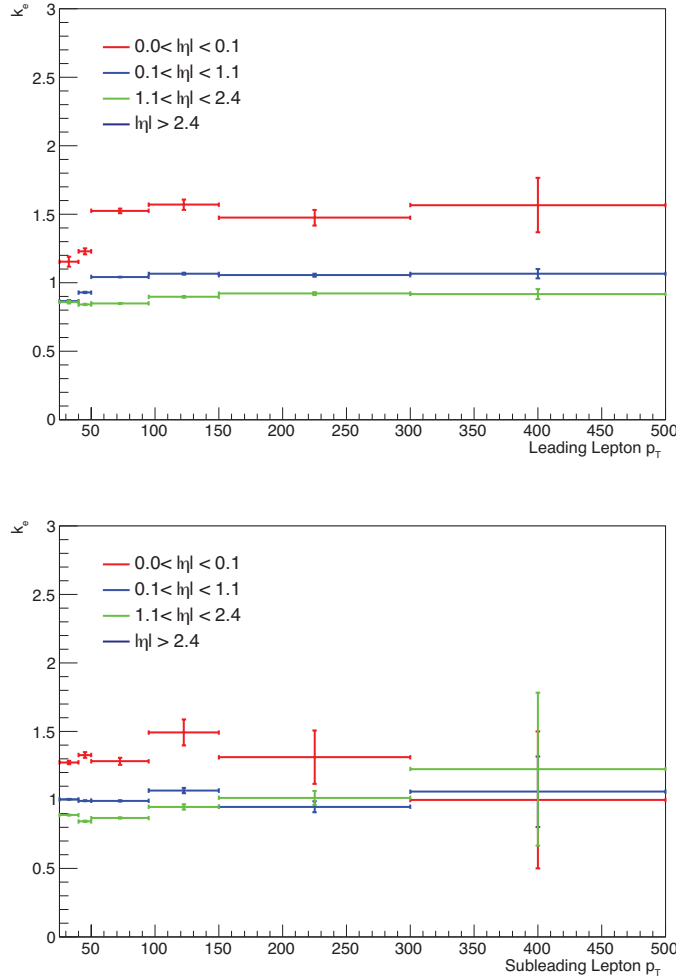 k_e
3
0.0< |η| < 0.1
2.5
0.1< |η| < 1.1
1.1< |η| < 2.4
2
|η| > 2.4
1.5
1
0.5
0
50 100 150 200 250 300 350 400 450 500
Leading Lepton p_T
k_e
3
0.0< |η| < 0.1
2.5
0.1< |η| < 1.1
1.1< |η| < 2.4
2
|η| > 2.4
1.5
1
0.5
0
50 100 150 200 250 300 350 400 450 500
Subleading Lepton p_T